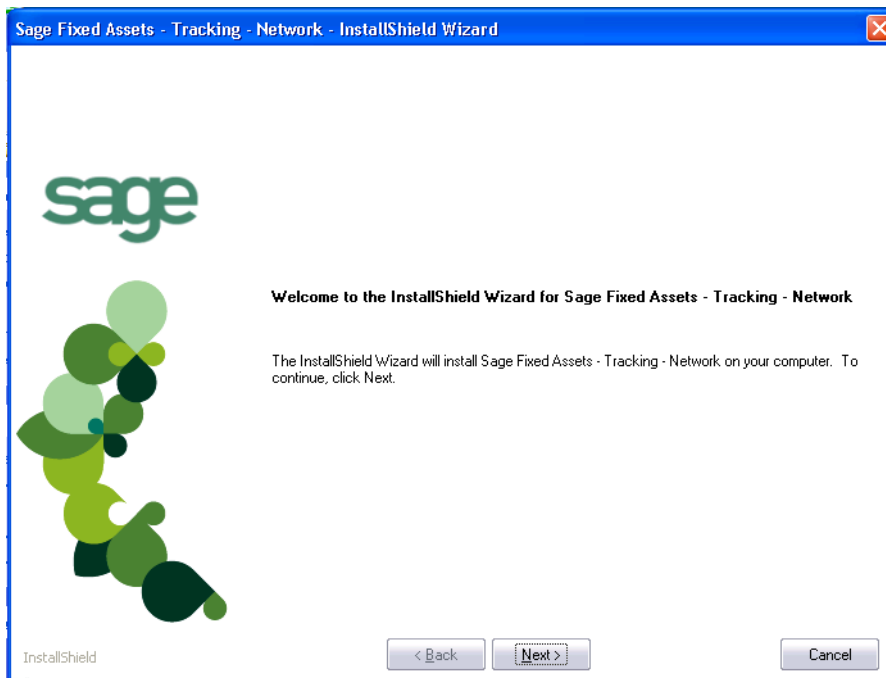 Sage Fixed Assets - Tracking - Network - InstallShield Wizard
sage
Welcome to the InstallShield Wizard for Sage Fixed Assets - Tracking - Network
The InstallShield Wizard will install Sage Fixed Assets - Tracking - Network on your computer. To
continue, click Next.
InstallShield
< Back
Next >
Cancel